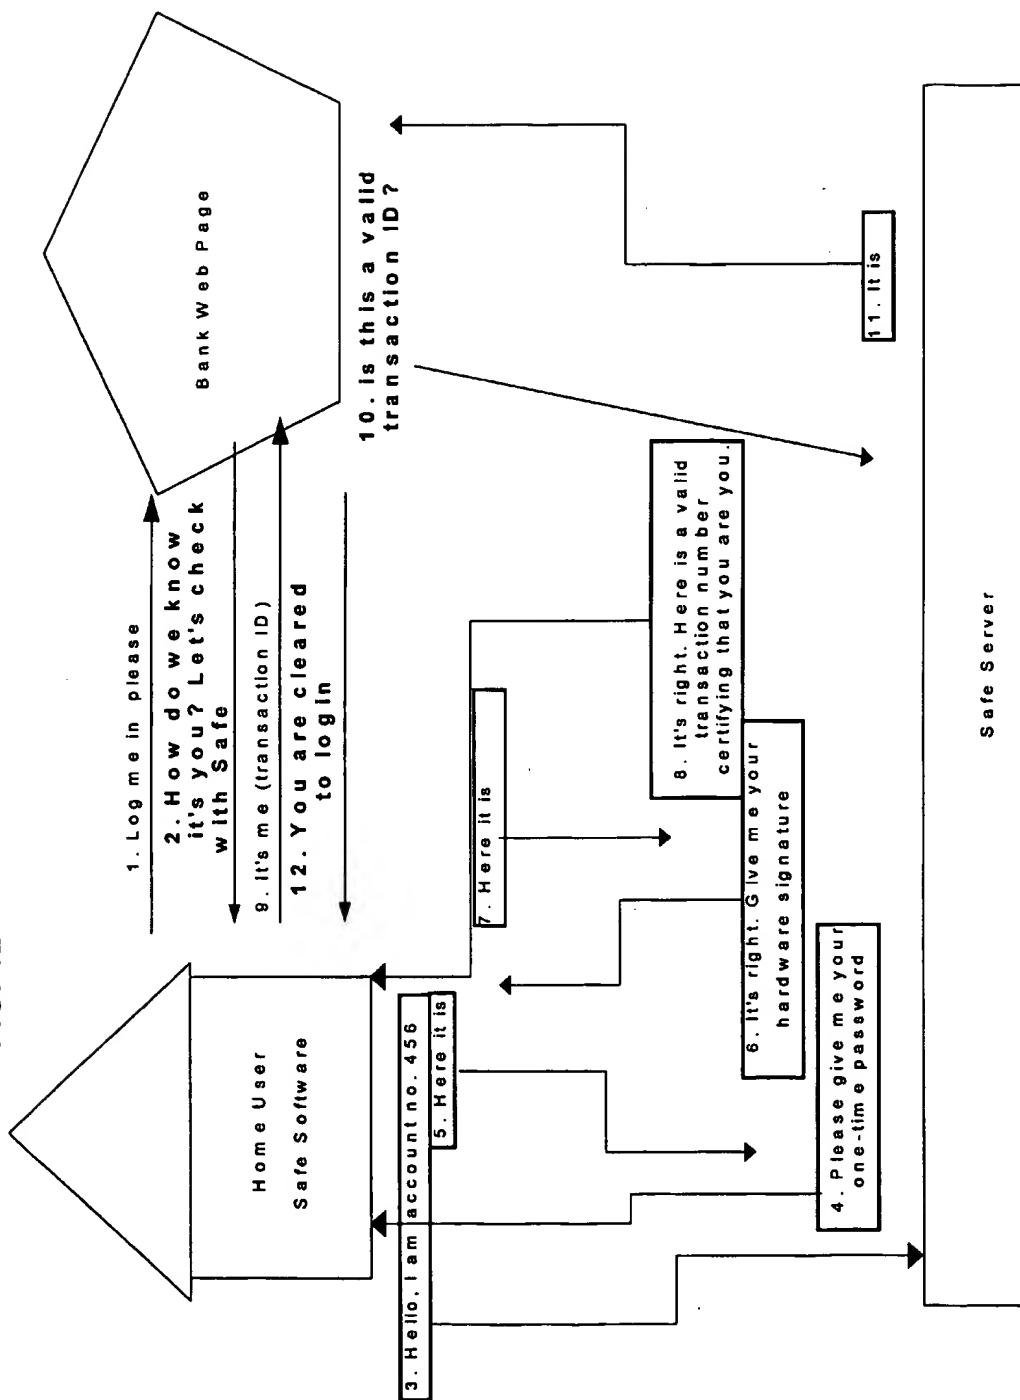 Bank Web Page
1. Log me in please
2. How do we know
it's you? Let's check
with Safe
9. It's me (transaction ID)
12. You are cleared
to login
10. is this a valid
transaction ID?
Home User
Safe Software
3. Hello, I am account no. 456
5. Here it is
7. Here it is
8. It's right. Here is a valid
transaction number
certifying that you are you.
6. It's right. Give me your
hardware signature
4. Please give me your
one-time password
11. It is
Safe Server